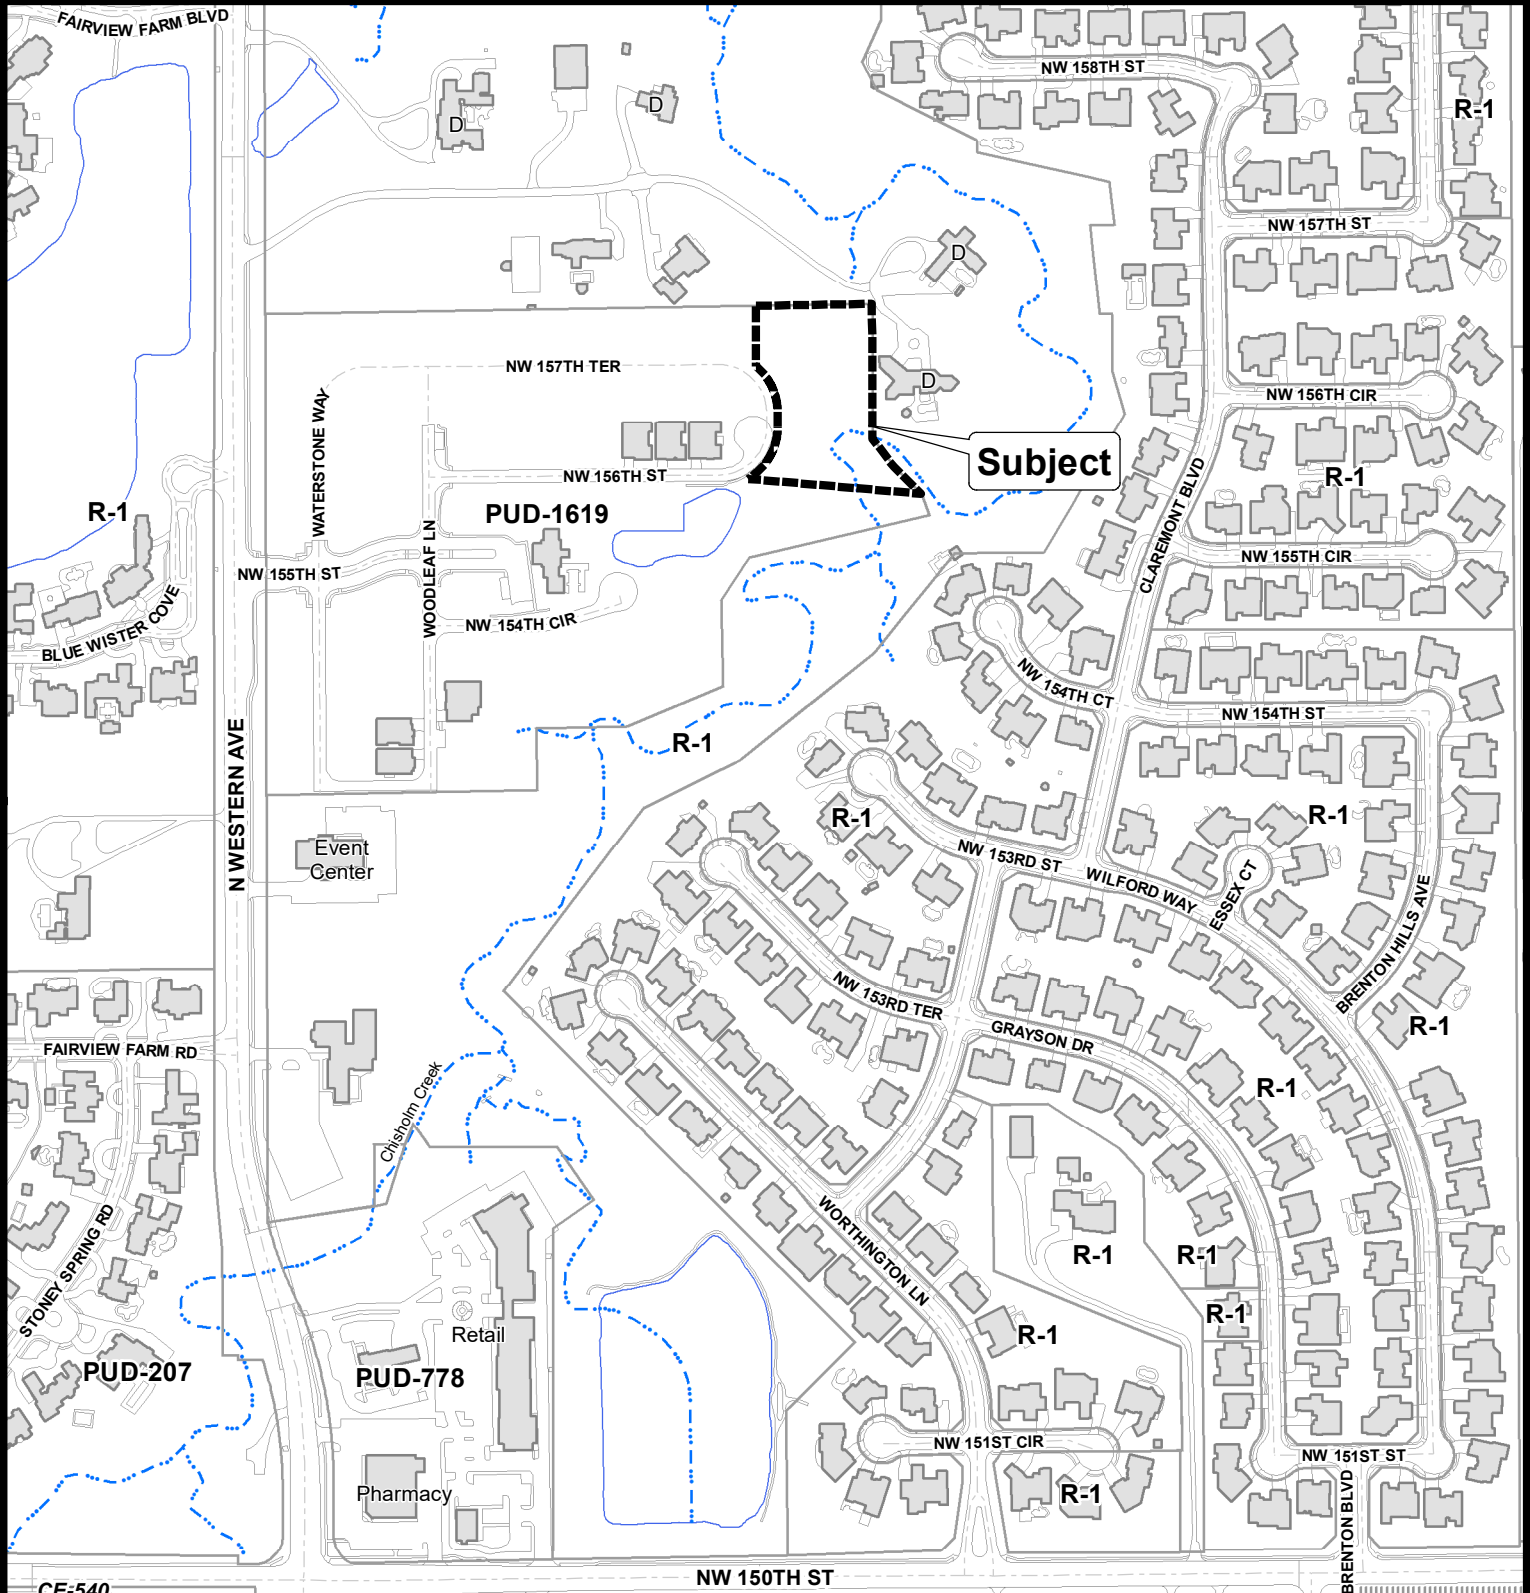 FAIRVIEW FARM BLVD
NW 158TH ST
R-1
D
D
NW 157TH ST
D
NW 157TH TER
D
NW 156TH CIR
WATERSTONE WAY
Subject
NW 156TH ST
R-1
R-1
PUD-1619
CLAREMONT BLVD
NW 155TH CIR
NW 155TH ST
WOODLEAF LN
BLUE WISTER COVE
NW 154TH CIR
NW 154TH CT
NW 154TH ST
R-1
N WESTERN AVE
R-1
R-1
Event
Center
NW 153RD ST
WILFORD WAY
ESSEX CT
BRENTON HILLS AVE
NW 153RD TER
GRAYSON DR
R-1
FAIRVIEW FARM RD
R-1
Chisholm Creek
WORTHINGTON LN
R-1
R-1
STONEY SPRING RD
R-1
Retail
R-1
PUD-207
PUD-778
NW 151ST CIR
NW 151ST ST
Pharmacy
R-1
BRENTON BLVD
NW 150TH ST
CE-540